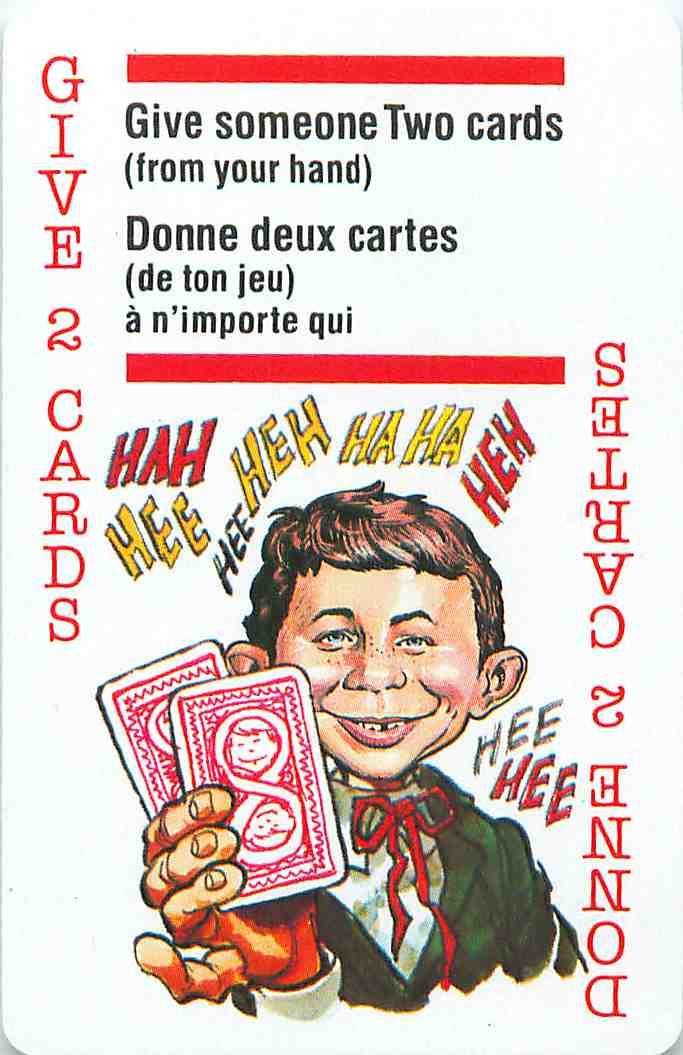 GIVE 2 CARDS
Give someone Two cards
(from your hand)
Donne deux cartes
(de ton jeu)
à n'importe qui
DONNE 2 CARTES
HAH
HEE
HEE
HEH
HA HA
HEH
HEE
HEE